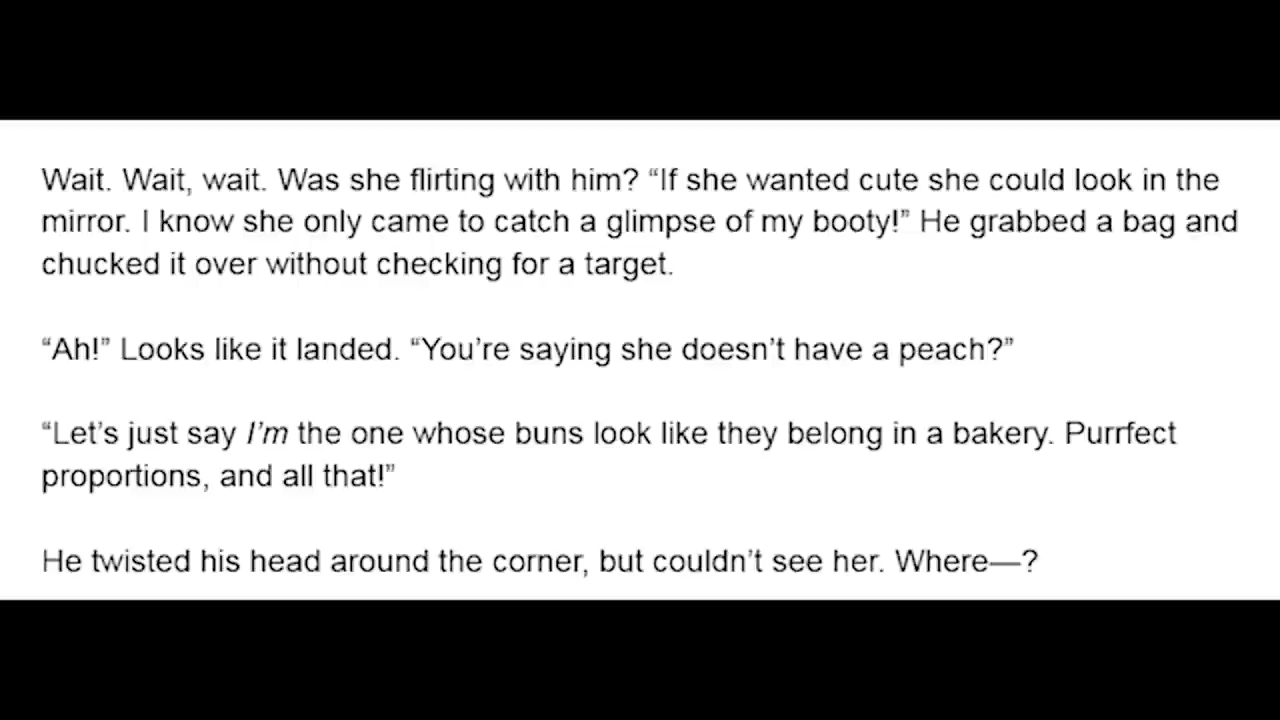 Wait. Wait, wait. Was she flirting with him? “If she wanted cute she could look in the
mirror. I know she only came to catch a glimpse of my booty!” He grabbed a bag and
chucked it over without checking for a target.
“Ah!” Looks like it landed. “You’re saying she doesn’t have a peach?”
“Let’s just say I’m the one whose buns look like they belong in a bakery. Purrfect
proportions, and all that!”
He twisted his head around the corner, but couldn’t see her. Where—?